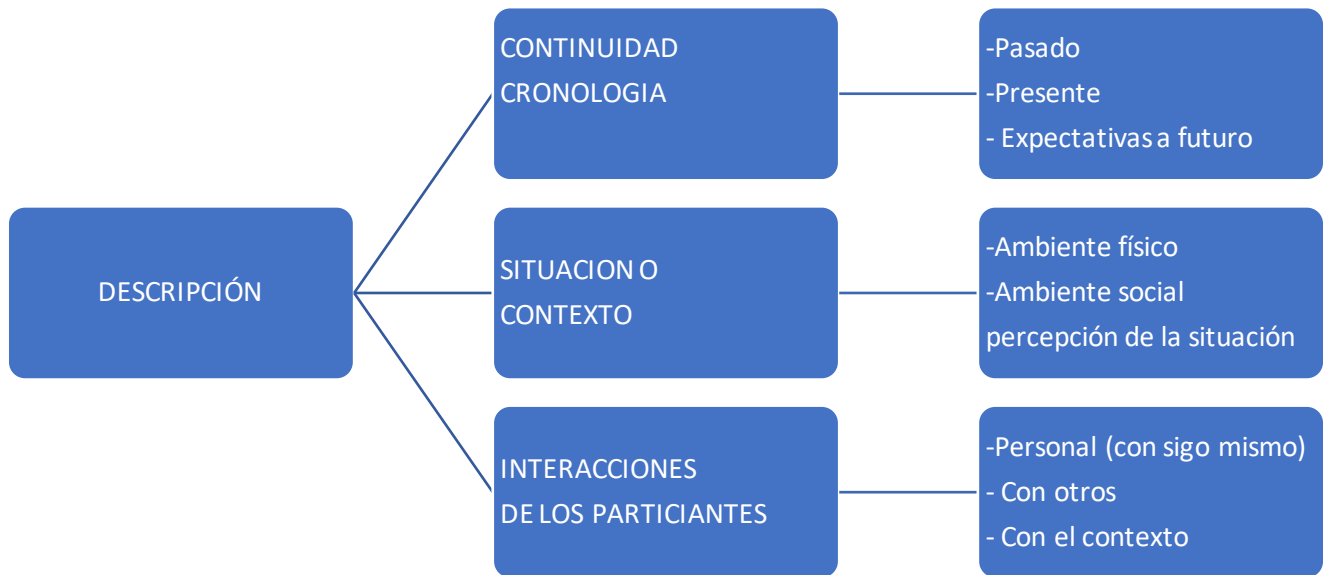 DESCRIPCIÓN
CONTINUIDAD
CRONOLOGIA
-Pasado
-Presente
- Expectativas a futuro
SITUACION O
CONTEXTO
-Ambiente físico
-Ambiente social
percepción de la situación
INTERACCIONES
DE LOS PARTICIANTES
-Personal (con sigo mismo)
- Con otros
- Con el contexto